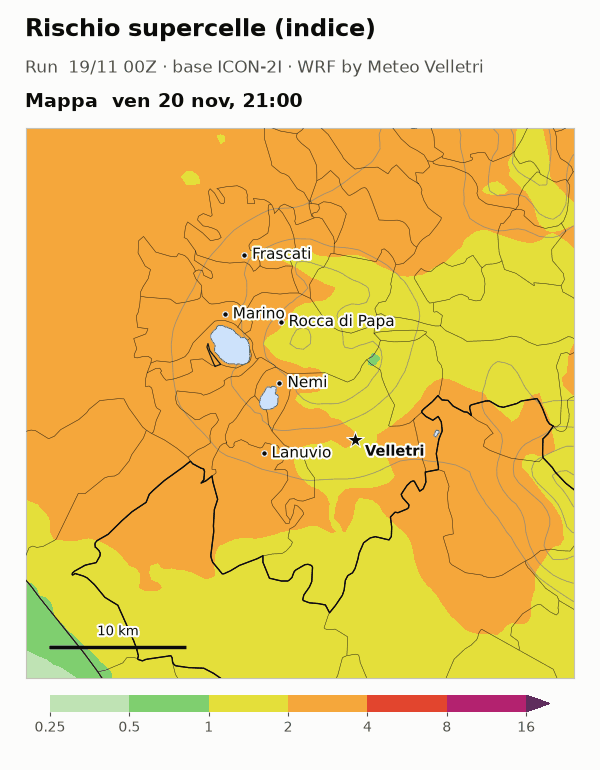 Rischio supercelle (indice)
Run  19/11 00Z · base ICON-2I · WRF by Meteo Velletri
Mappa  ven 20 nov, 21:00
Frascati
Marino
Rocca di Papa
Nemi
Velletri
Lanuvio
10 km
0.25 0.5 1 2 4 8 16